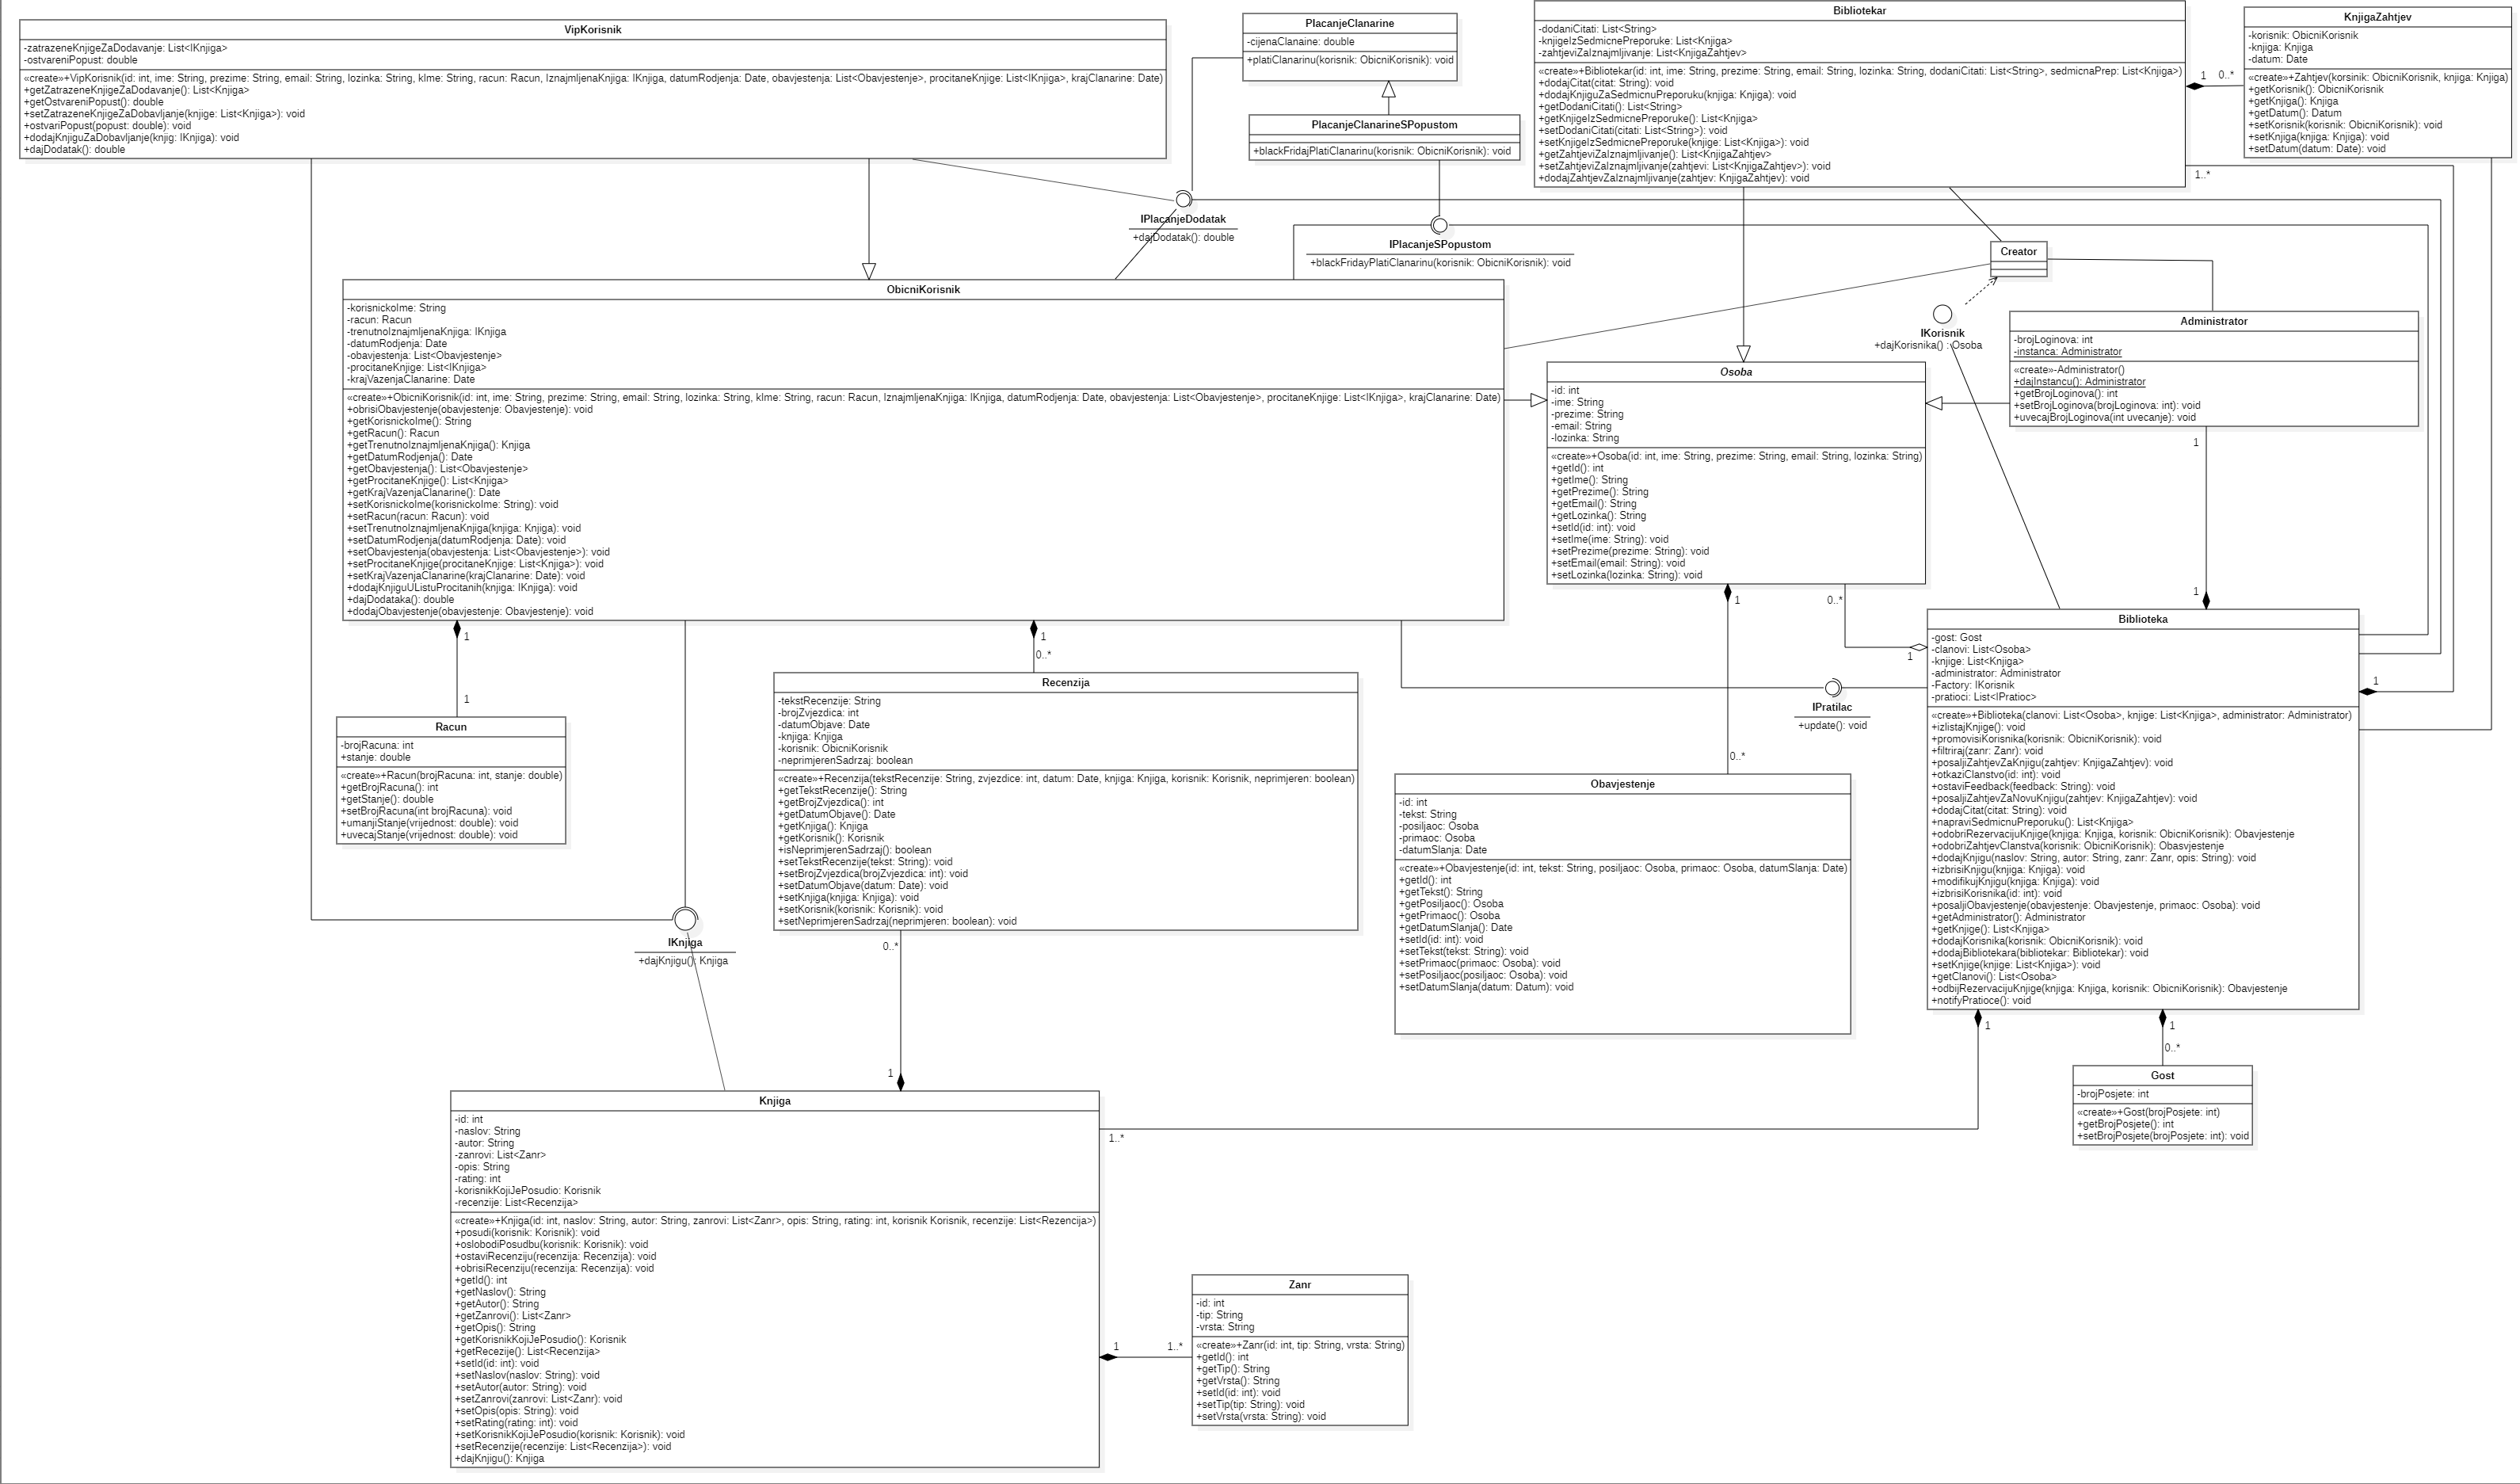 VipKorisnik
-zatrazeneKnjigeZaDodavanje: List<IKnjiga>
-ostvareniPopust: double
«create»+VipKorisnik(id: int, ime: String, prezime: String, email: String, lozinka: String, kIme: String, racun: Racun, IznajmljenaKnjiga: IKnjiga, datumRodjenja: Date, obavjestenja: List<Obavjestenje>, procitaneKnjige: List<IKnjiga>, krajClanarine: Date)
+getZatrazeneKnjigeZaDodavanje(): List<Knjiga>
+getOstvareniPopust(): double
+setZatrazeneKnjigeZaDobavljanje(knjige: List<Knjiga>): void
+ostvariPopust(popust: double): void
+dodajKnjiguZaDobavljanje(knjig: IKnjiga): void
+dajDodatak(): double
PlacanjeClanarine
-cijenaClanaine: double
+platiClanarinu(korisnik: ObicniKorisnik): void
PlacanjeClanarineSPopustom
+blackFridajPlatiClanarinu(korisnik: ObicniKorisnik): void
Bibliotekar
-dodaniCitati: List<String>
-knjigeIzSedmicnePreporuke: List<Knjiga>
-zahtjeviZaIznajmljivanje: List<KnjigaZahtjev>
«create»+Bibliotekar(id: int, ime: String, prezime: String, email: String, lozinka: String, dodaniCitati: List<String>, sedmicnaPrep: List<Knjiga>)
+dodajCitat(citat: String): void
+dodajKnjiguZaSedmicnuPreporuku(knjiga: Knjiga): void
+getDodaniCitati(): List<String>
+getKnjigeIzSedmicnePreporuke(): List<Knjiga>
+setDodaniCitati(citati: List<String>): void
+setKnjigeIzSedmicnePreporuke(knjige: List<Knjiga>): void
+getZahtjeviZaIznajmljivanje(): List<KnjigaZahtjev>
+setZahtjeviZaIznajmljivanje(zahtjevi: List<KnjigaZahtjev>): void
+dodajZahtjevZaIznajmljivanje(zahtjev: KnjigaZahtjev): void
1 0..*
1..*
KnjigaZahtjev
-korisnik: ObicniKorisnik
-knjiga: Knjiga
-datum: Date
«create»+Zahtjev(korsinik: ObicniKorisnik, knjiga: Knjiga)
+getKorisnik(): ObicniKorisnik
+getKnjiga(): Knjiga
+getDatum(): Datum
+setKorisnik(korisnik: ObicniKorisnik): void
+setKnjiga(knjiga: Knjiga): void
+setDatum(datum: Date): void
IPlacanjeDodatak
+dajDodatak(): double
IPlacanjeSPopustom
+blackFridayPlatiClanarinu(korisnik: ObicniKorisnik): void
Creator
IKorisnik
+dajKorisnika() : Osoba
Administrator
-brojLoginova: int
-instanca: Administrator
«create»-Administrator()
+dajInstancu(): Administrator
+getBrojLoginova(): int
+setBrojLoginova(brojLoginova: int): void
+uvecajBrojLoginova(int uvecanje): void
1
1
ObicniKorisnik
-korisnickoIme: String
-racun: Racun
-trenutnoIznajmljenaKnjiga: IKnjiga
-datumRodjenja: Date
-obavjestenja: List<Obavjestenje>
-procitaneKnjige: List<IKnjiga>
-krajVazenjaClanarine: Date
«create»+ObicniKorisnik(id: int, ime: String, prezime: String, email: String, lozinka: String, kIme: String, racun: Racun, IznajmljenaKnjiga: IKnjiga, datumRodjenja: Date, obavjestenja: List<Obavjestenje>, procitaneKnjige: List<IKnjiga>, krajClanarine: Date)
+obrisiObavjestenje(obavjestenje: Obavjestenje): void
+getKorisnickoIme(): String
+getRacun(): Racun
+getTrenutnoIznajmljenaKnjiga(): Knjiga
+getDatumRodjenja(): Date
+getObavjestenja(): List<Obavjestenje>
+getProcitaneKnjige(): List<Knjiga>
+getKrajVazenjaClanarine(): Date
+setKorisnickoIme(korisnickoIme: String): void
+setRacun(racun: Racun): void
+setTrenutnoIznajmljenaKnjiga(knjiga: Knjiga): void
+setDatumRodjenja(datumRodjenja: Date): void
+setObavjestenja(obavjestenja: List<Obavjestenje>): void
+setProcitaneKnjige(procitaneKnjige: List<Knjiga>): void
+setKrajVazenjaClanarine(krajClanarine: Date): void
+dodajKnjiguUListuProcitanih(knjiga: IKnjiga): void
+dajDodataka(): double
+dodajObavjestenje(obavjestenje: Obavjestenje): void
Osoba
-id: int
-ime: String
-prezime: String
-email: String
-lozinka: String
«create»+Osoba(id: int, ime: String, prezime: String, email: String, lozinka: String)
+getId(): int
+getIme(): String
+getPrezime(): String
+getEmail(): String
+getLozinka(): String
+setId(id: int): void
+setIme(ime: String): void
+setPrezime(prezime: String): void
+setEmail(email: String): void
+setLozinka(lozinka: String): void
1
0..*
1
0..*
1
1
1
0..*
1
Racun
-brojRacuna: int
+stanje: double
«create»+Racun(brojRacuna: int, stanje: double)
+getBrojRacuna(): int
+getStanje(): double
+setBrojRacuna(int brojRacuna): void
+umanjiStanje(vrijednost: double): void
+uvecajStanje(vrijednost: double): void
Recenzija
-tekstRecenzije: String
-brojZvjezdica: int
-datumObjave: Date
-knjiga: Knjiga
-korisnik: ObicniKorisnik
-neprimjerenSadrzaj: boolean
«create»+Recenzija(tekstRecenzije: String, zvjezdice: int, datum: Date, knjiga: Knjiga, korisnik: Korisnik, neprimjeren: boolean)
+getTekstRecenzije(): String
+getBrojZvjezdica(): int
+getDatumObjave(): Date
+getKnjiga(): Knjiga
+getKorisnik(): Korisnik
+isNeprimjerenSadrzaj(): boolean
+setTekstRecenzije(tekst: String): void
+setBrojZvjezdica(brojZvjezdica: int): void
+setDatumObjave(datum: Date): void
+setKnjiga(knjiga: Knjiga): void
+setKorisnik(korisnik: Korisnik): void
+setNeprimjerenSadrzaj(neprimjeren: boolean): void
0..*
1
IPratilac
+update(): void
Obavjestenje
-id: int
-tekst: String
-posiljaoc: Osoba
-primaoc: Osoba
-datumSlanja: Date
«create»+Obavjestenje(id: int, tekst: String, posiljaoc: Osoba, primaoc: Osoba, datumSlanja: Date)
+getId(): int
+getTekst(): String
+getPosiljaoc(): Osoba
+getPrimaoc(): Osoba
+getDatumSlanja(): Date
+setId(id: int): void
+setTekst(tekst: String): void
+setPrimaoc(primaoc: Osoba): void
+setPosiljaoc(posiljaoc: Osoba): void
+setDatumSlanja(datum: Datum): void
Biblioteka
-gost: Gost
-clanovi: List<Osoba>
-knjige: List<Knjiga>
-administrator: Administrator
-Factory: IKorisnik
-pratioci: List<IPratioc>
«create»+Biblioteka(clanovi: List<Osoba>, knjige: List<Knjiga>, administrator: Administrator)
+izlistajKnjige(): void
+promovisiKorisnika(korisnik: ObicniKorisnik): void
+filtriraj(zanr: Zanr): void
+posaljiZahtjevZaKnjigu(zahtjev: KnjigaZahtjev): void
+otkaziClanstvo(id: int): void
+ostaviFeedback(feedback: String): void
+posaljiZahtjevZaNovuKnjigu(zahtjev: KnjigaZahtjev): void
+dodajCitat(citat: String): void
+napraviSedmicnuPreporuku(): List<Knjiga>
+odobriRezervacijuKnjige(knjiga: Knjiga, korisnik: ObicniKorisnik): Obavjestenje
+odobriZahtjevClanstva(korisnik: ObicniKorisnik): Obasvjestenje
+dodajKnjigu(naslov: String, autor: String, zanr: Zanr, opis: String): void
+izbrisiKnjigu(knjiga: Knjiga): void
+modifikujKnjigu(knjiga: Knjiga): void
+izbrisiKorisnika(id: int): void
+posaljiObavjestenje(obavjestenje: Obavjestenje, primaoc: Osoba): void
+getAdministrator(): Administrator
+getKnjige(): List<Knjiga>
+dodajKorisnika(korisnik: ObicniKorisnik): void
+dodajBibliotekara(bibliotekar: Bibliotekar): void
+setKnjige(knjige: List<Knjiga>): void
+getClanovi(): List<Osoba>
+odbijRezervacijuKnjige(knjiga: Knjiga, korisnik: ObicniKorisnik): Obavjestenje
+notifyPratioce(): void
1
1
1
0..*
Gost
-brojPosjete: int
«create»+Gost(brojPosjete: int)
+getBrojPosjete(): int
+setBrojPosjete(brojPosjete: int): void
IKnjiga
+dajKnjigu(): Knjiga
Knjiga
-id: int
-naslov: String
-autor: String
-zanrovi: List<Zanr>
-opis: String
-rating: int
-korisnikKojiJePosudio: Korisnik
-recenzije: List<Recenzija>
«create»+Knjiga(id: int, naslov: String, autor: String, zanrovi: List<Zanr>, opis: String, rating: int, korisnik Korisnik, recenzije: List<Rezencija>)
+posudi(korisnik: Korisnik): void
+oslobodiPosudbu(korisnik: Korisnik): void
+ostaviRecenziju(recenzija: Recenzija): void
+obrisiRecenziju(recenzija: Recenzija): void
+getId(): int
+getNaslov(): String
+getAutor(): String
+getZanrovi(): List<Zanr>
+getOpis(): String
+getKorisnikKojiJePosudio(): Korisnik
+getRecezije(): List<Recenzija>
+setId(id: int): void
+setNaslov(naslov: String): void
+setAutor(autor: String): void
+setZanrovi(zanrovi: List<Zanr): void
+setOpis(opis: String): void
+setRating(rating: int): void
+setKorisnikKojiJePosudio(korisnik: Korisnik): void
+setRecenzije(recenzije: List<Recenzija>): void
+dajKnjigu(): Knjiga
1..*
1 1..*
Zanr
-id: int
-tip: String
-vrsta: String
«create»+Zanr(id: int, tip: String, vrsta: String)
+getId(): int
+getTip(): String
+getVrsta(): String
+setId(id: int): void
+setTip(tip: String): void
+setVrsta(vrsta: String): void